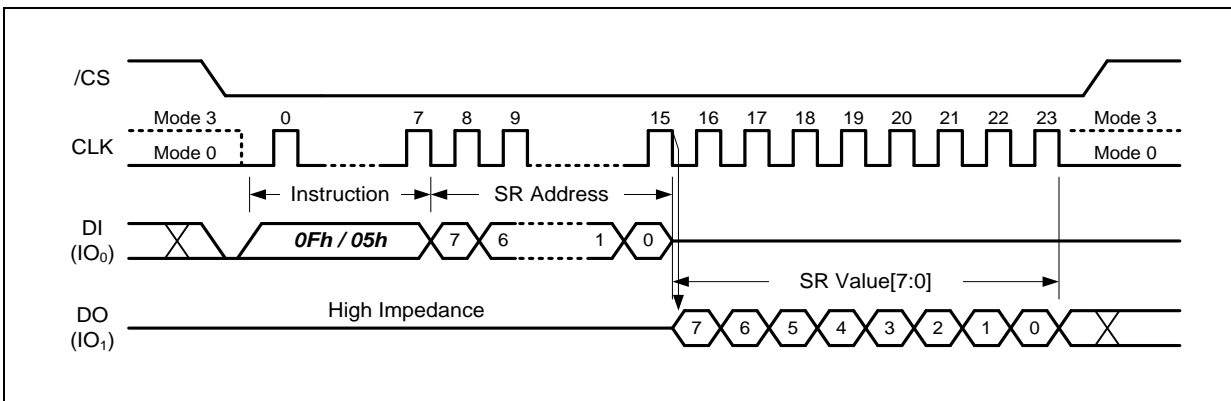 /CS
Mode 3 0 7 8 9 15 16 17 18 19 20 21 22 23 Mode 3
CLK
Mode 0 Mode 0
Instruction SR Address
DI
(IO₀)
0Fh / 05h 7 6 1 0
SR Value[7:0]
High Impedance
DO
(IO₁)
7 6 5 4 3 2 1 0